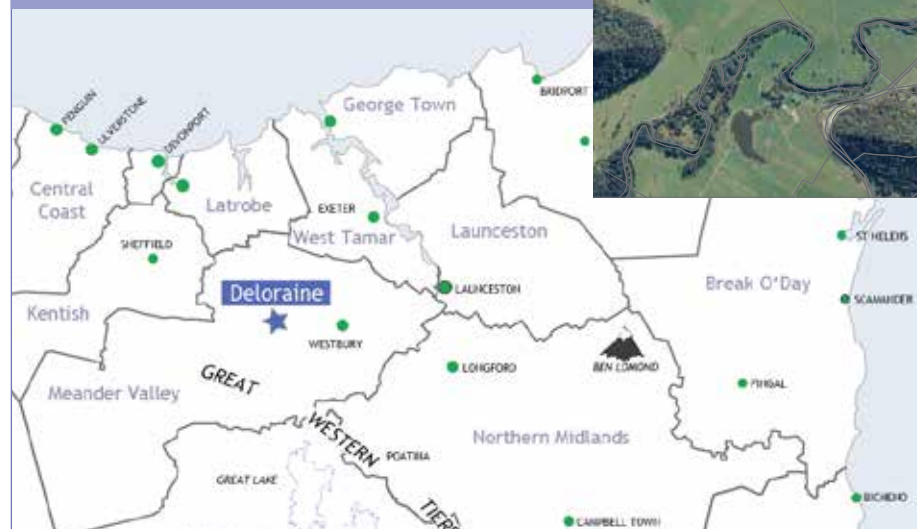 PENGUIN
ULVERSTONE
DEVONPORT
George Town
BRIDPORT
Central
Coast
Latrobe
EXETER
West Tamar
Launceston
SHEFFIELD
ST HELENS
Break O'Day
SCAMANDER
Kentish
Deloraine
LAUNCESTON
WESTBURY
LONGFORD
BEN LOMOND
FINGAL
Meander Valley
GREAT
WESTERN
TIERS
Northern Midlands
POATINA
GREAT LAKE
BICHENO
CAMPBELL TOWN